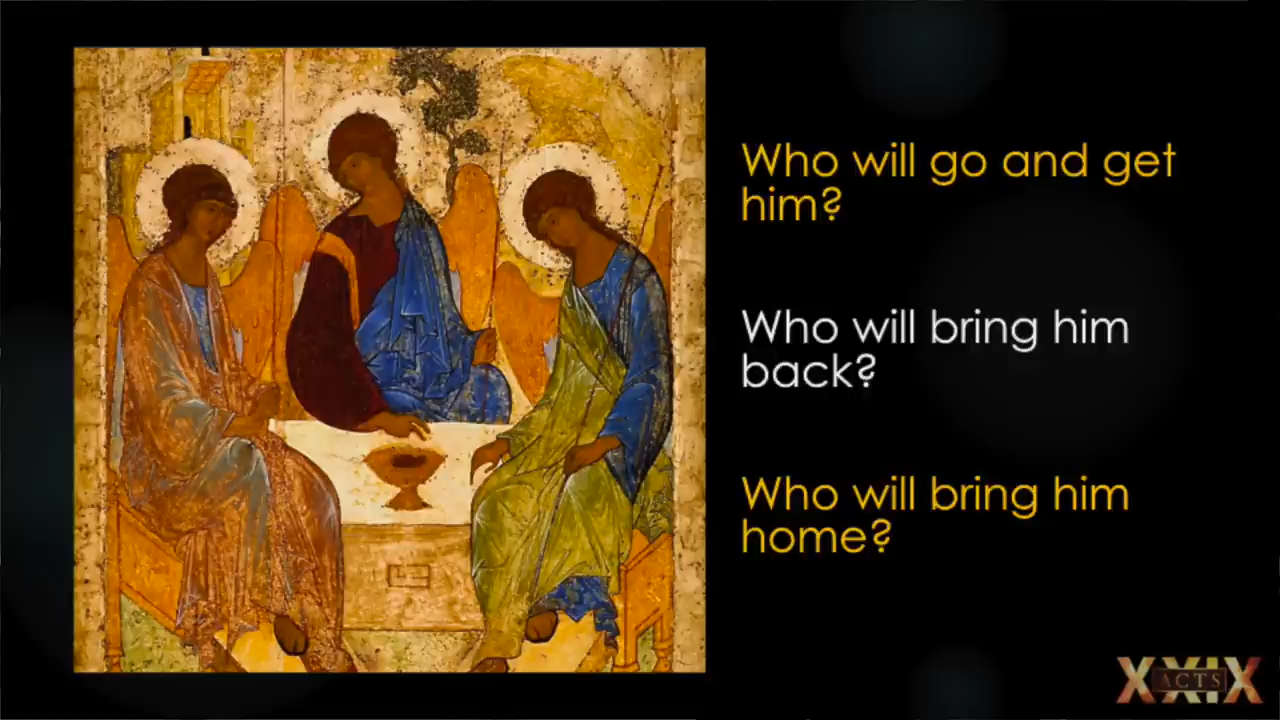 Who will go and get
him?
Who will bring him
back?
Who will bring him
home?
XXIX
ACTS